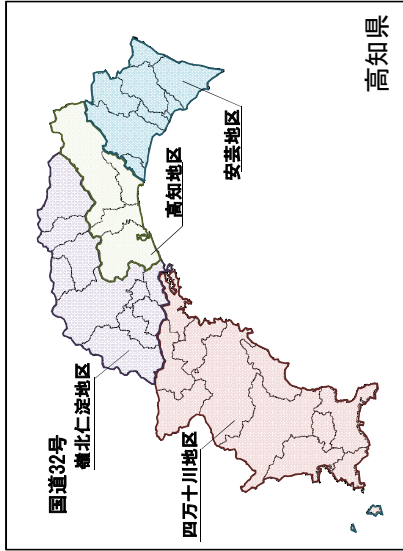 高知県
国道32号
嶺北仁淀地区
高知地区
安芸地区
四万十川地区